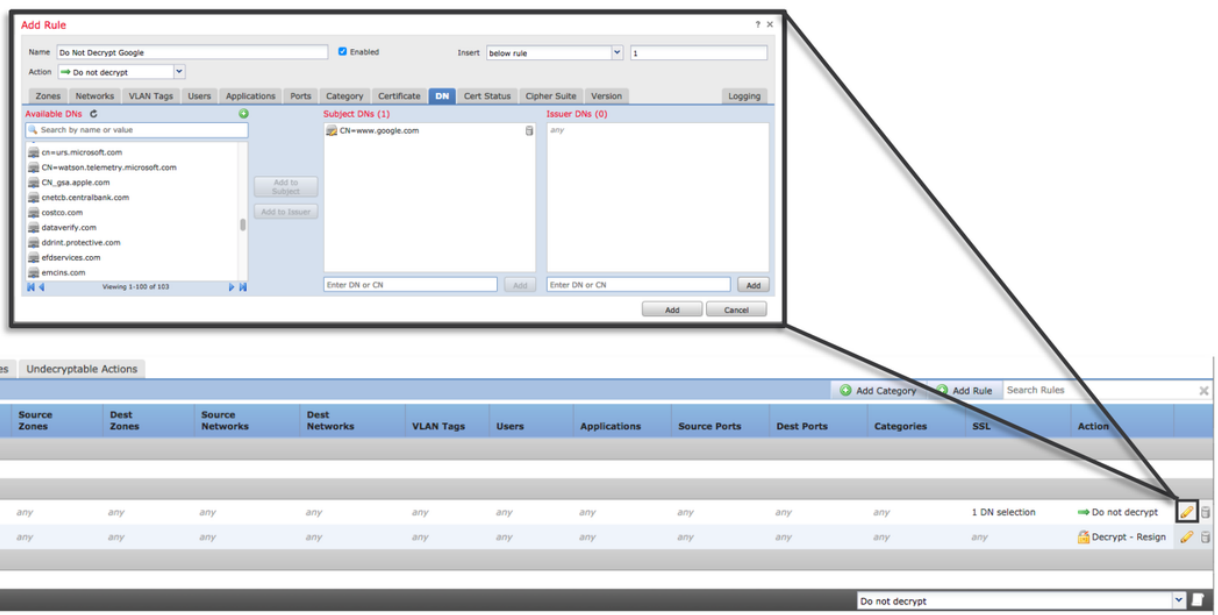 Add Rule ? ×
Name Do Not Decrypt Google Enabled Insert below rule 1
Action Do not decrypt
Zones Networks VLAN Tags Users Applications Ports Category Certificate DN Cert Status Cipher Suite Version Logging
Available DNs Subject DNs (1) Issuer DNs (0)
Search by name or value CN=www.google.com any
cn=urs.microsoft.com
CN=watson.telemetry.microsoft.com
CN_gsa.apple.com Add to
cnetcb.centralbank.com Subject
costco.com Add to Issuer
dataverify.com
ddrint.protective.com
efdservices.com
emcins.com
Viewing 1-100 of 103 Enter DN or CN Add Enter DN or CN Add
Add Cancel
es Undecryptable Actions
Add Category Add Rule Search Rules
Source Dest Source Dest
Zones Zones Networks Networks VLAN Tags Users Applications Source Ports Dest Ports Categories SSL Action
any any any any any any any any any any 1 DN selection Do not decrypt
any any any any any any any any any any any Decrypt - Resign
Do not decrypt